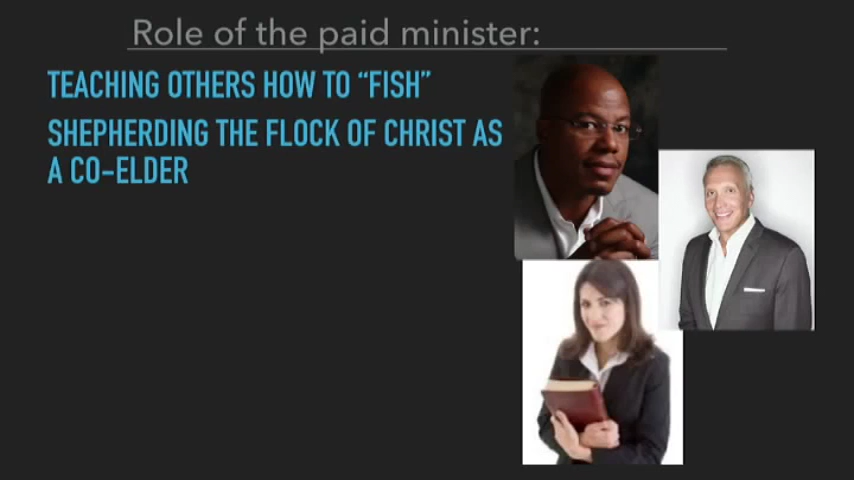 Role of the paid minister:
TEACHING OTHERS HOW TO “FISH”
SHEPHERDING THE FLOCK OF CHRIST AS
A CO-ELDER